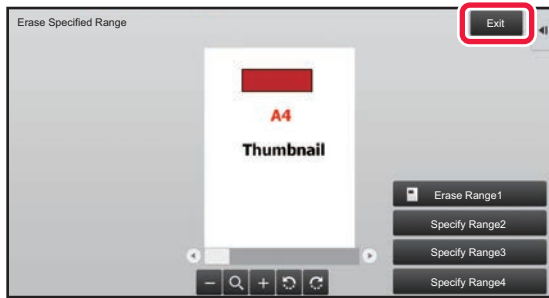 Erase Specified Range
Exit
A4
Thumbnail
Erase Range1
Specify Range2
Specify Range3
Specify Range4